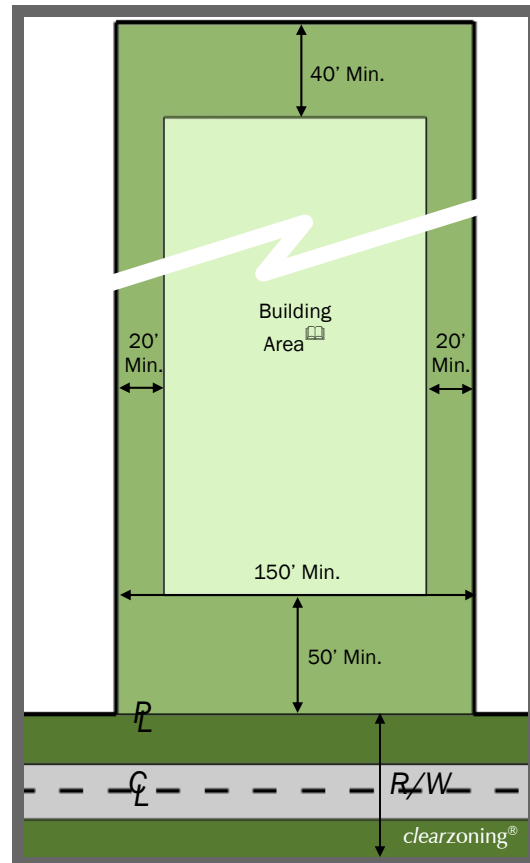 40’ Min.
Building
Area
20’
Min.
20’
Min.
150’ Min.
50’ Min.
PL
CL
R/W
clearzoning®